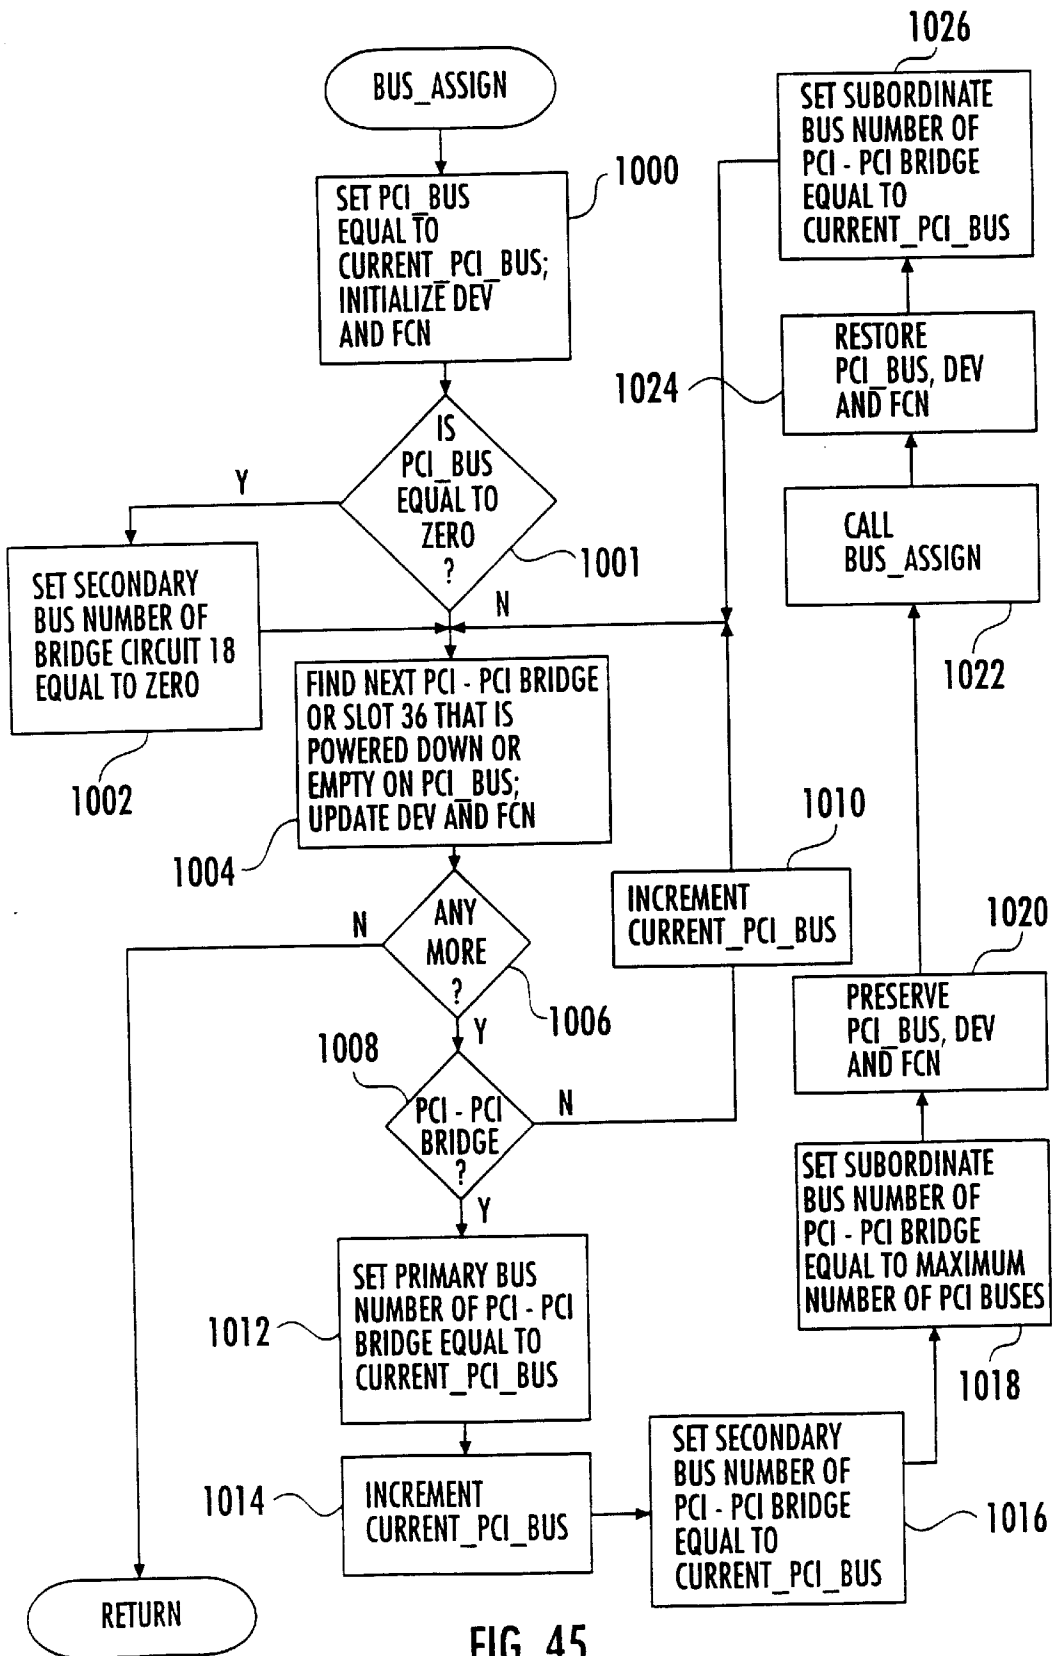 BUS_ASSIGN
SET PCI_BUS
EQUAL TO
CURRENT_PCI_BUS;
INITIALIZE DEV
AND FCN
1000
IS
PCI_BUS
EQUAL TO
ZERO
?
1001
Y
N
SET SECONDARY
BUS NUMBER OF
BRIDGE CIRCUIT 18
EQUAL TO ZERO
1002
FIND NEXT PCI - PCI BRIDGE
OR SLOT 36 THAT IS
POWERED DOWN OR
EMPTY ON PCI_BUS;
UPDATE DEV AND FCN
1004
ANY
MORE
?
1006
N
Y
1008
PCI - PCI
BRIDGE
?
N
Y
INCREMENT
CURRENT_PCI_BUS
1010
SET PRIMARY BUS
NUMBER OF PCI - PCI
BRIDGE EQUAL TO
CURRENT_PCI_BUS
1012
INCREMENT
CURRENT_PCI_BUS
1014
SET SECONDARY
BUS NUMBER OF
PCI - PCI BRIDGE
EQUAL TO
CURRENT_PCI_BUS
1016
SET SUBORDINATE
BUS NUMBER OF
PCI - PCI BRIDGE
EQUAL TO MAXIMUM
NUMBER OF PCI BUSES
1018
PRESERVE
PCI_BUS, DEV
AND FCN
1020
CALL
BUS_ASSIGN
1022
RESTORE
PCI_BUS, DEV
AND FCN
1024
SET SUBORDINATE
BUS NUMBER OF
PCI - PCI BRIDGE
EQUAL TO
CURRENT_PCI_BUS
1026
RETURN
FIG. 45